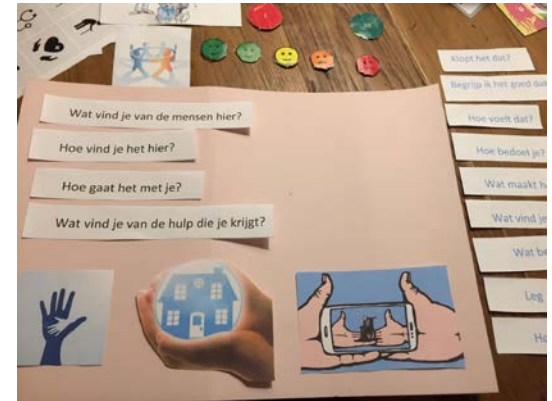 Wat vind je van de mensen hier?
Hoe vind je het hier?
Hoe gaat het met je?
Wat vind je van de hulp die je krijgt?
Klopt het dat?
Begrijp ik het goed dat
Hoe voelt dat?
Hoe bedoel je?
Wat maakt
Wat vind je
Wat
Leg